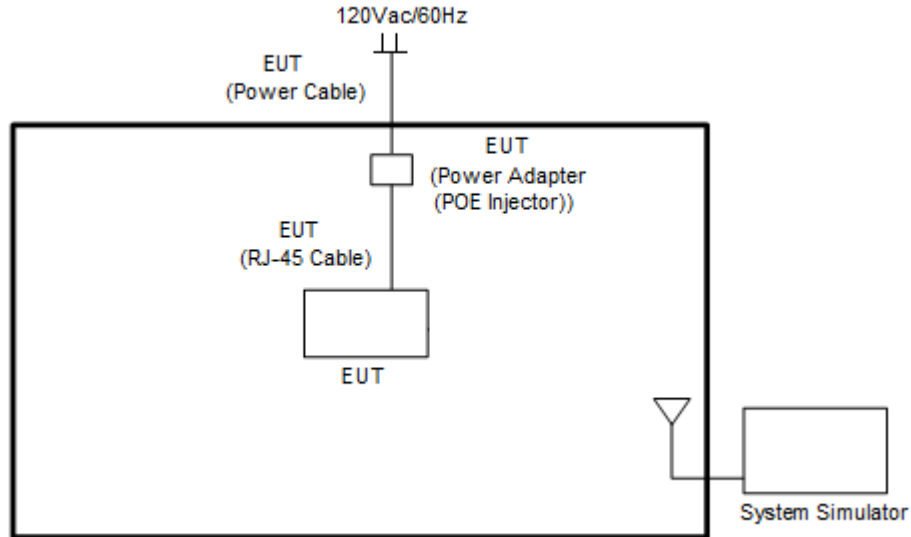 120Vac/60Hz
EUT
(Power Cable)
EUT
(Power Adapter
(POE Injector))
EUT
(RJ-45 Cable)
EUT
System Simulator